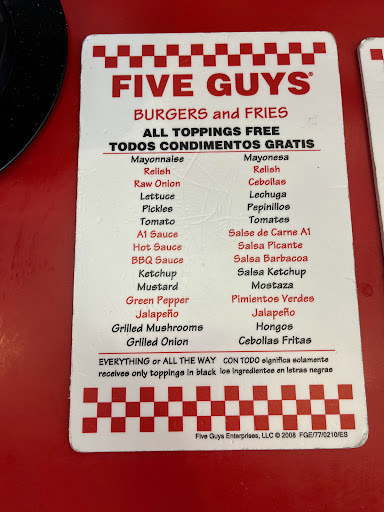 FIVE GUYS®
BURGERS and FRIES
ALL TOPPINGS FREE
TODOS CONDIMENTOS GRATIS
Mayonnaise Mayonesa
Relish Relish
Raw Onion Cebollas
Lettuce Lechuga
Pickles Pepinillos
Tomato Tomates
A1 Sauce Salse de Carne A1
Hot Sauce Salsa Picante
BBQ Sauce Salsa Barbacoa
Ketchup Salsa Ketchup
Mustard Mostaza
Green Pepper Pimientos Verdes
Jalapeño Jalapeño
Grilled Mushrooms Hongos
Grilled Onion Cebollas Fritas
EVERYTHING or ALL THE WAY CON TODO significa solamente
receives only toppings in black los ingredientes en letras negras
Five Guys Enterprises, LLC © 2008 FGE/77/0210/ES